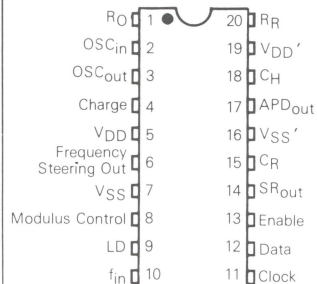 RO 1 20 RR
OSCin 2 19 VDD'
OSCout 3 18 CH
Charge 4 17 APDout
VDD 5 16 VSS'
Frequency
Steering Out 6 15 CR
VSS 7 14 SRout
Modulus Control 8 13 Enable
LD 9 12 Data
fin 10 11 Clock